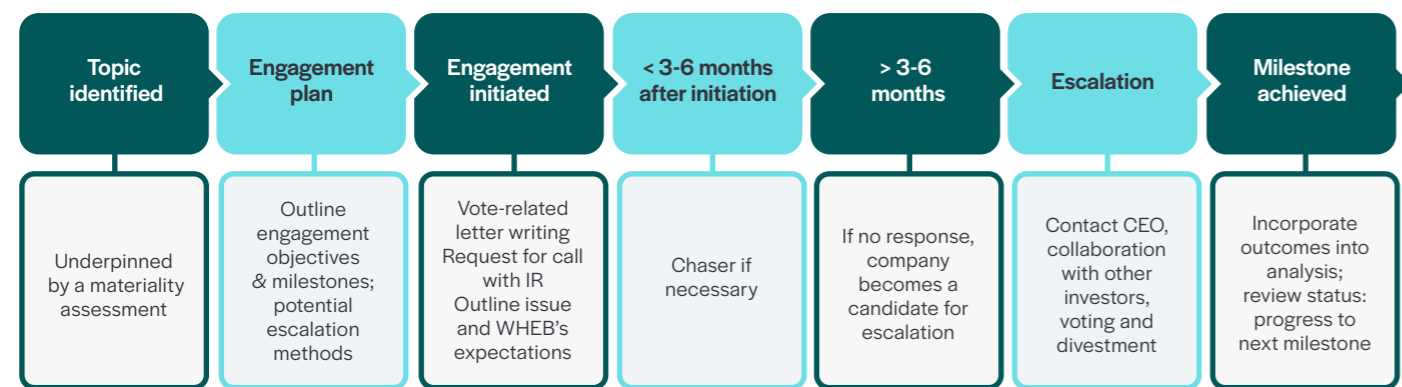 Topic
identified
Engagement
plan
Engagement
initiated
< 3-6 months
after initiation
> 3-6
months
Escalation
Milestone
achieved
Underpinned
by a materiality
assessment
Outline
engagement
objectives
& milestones;
potential
escalation
methods
Vote-related
letter writing
Request for call
with IR
Outline issue
and WHEB’s
expectations
Chaser if
necessary
If no response,
company
becomes a
candidate for
escalation
Contact CEO,
collaboration
with other
investors,
voting and
divestment
Incorporate
outcomes into
analysis;
review status:
progress to
next milestone